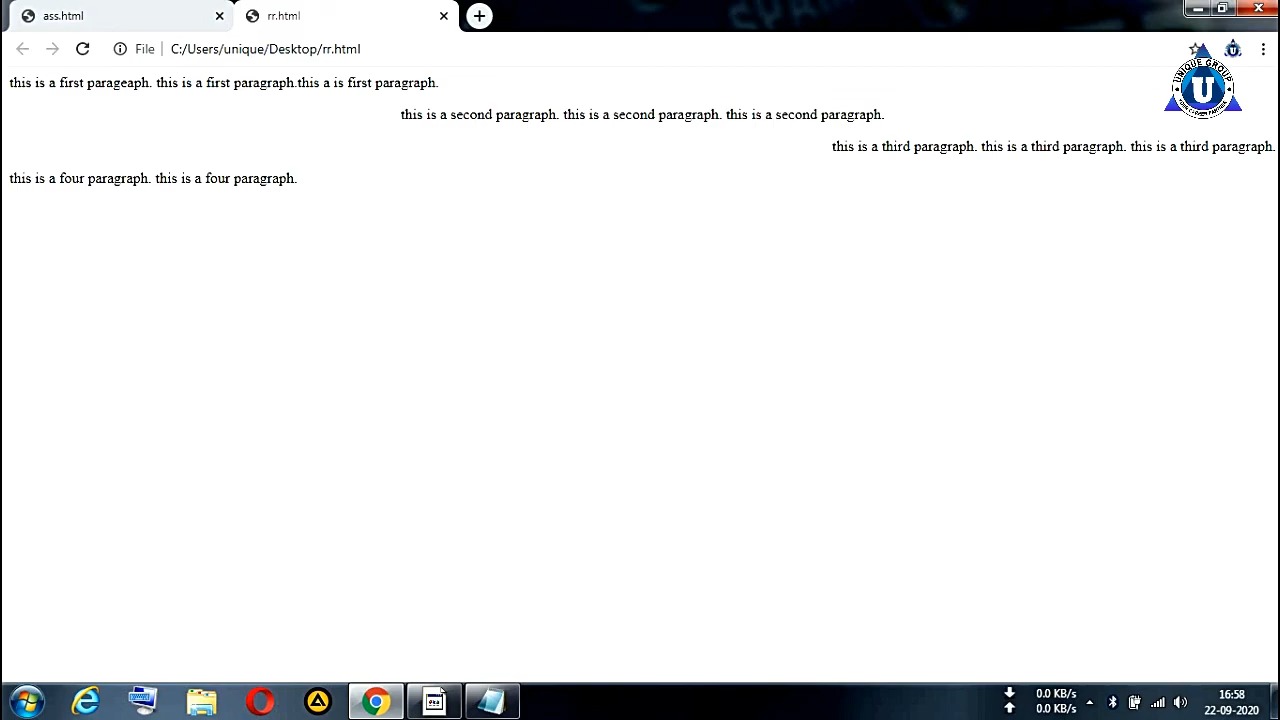 ass.html
rr.html
File
C:/Users/unique/Desktop/rr.html
UNIQUE GROUP
U
this is a first parageaph. this is a first paragraph.this a is first paragraph.
this is a second paragraph. this is a second paragraph. this is a second paragraph.
this is a third paragraph. this is a third paragraph. this is a third paragraph.
this is a four paragraph. this is a four paragraph.
0.0 KB/s
0.0 KB/s
16:58
22-09-2020